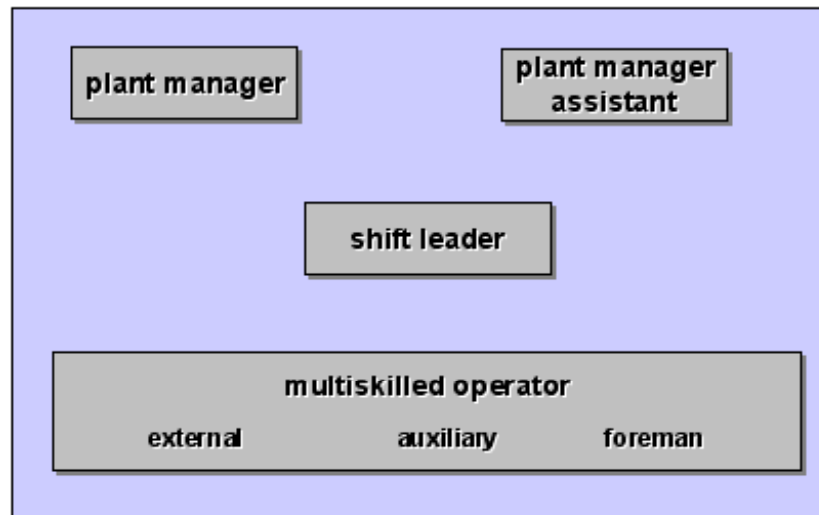 plant manager
plant manager
assistant
shift leader
multiskilled operator
external auxiliary foreman